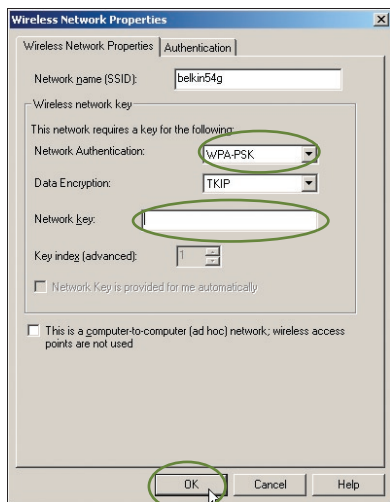 Wireless Network Properties
Wireless Network Properties Authentication
Network name (SSID): belkin54g
Wireless network key
This network requires a key for the following:
Network Authentication: WPA-PSK
Data Encryption: TKIP
Network key:
Key index (advanced): 1
Network Key is provided for me automatically
This is a computer-to-computer (ad hoc) network; wireless access
points are not used
OK Cancel Help